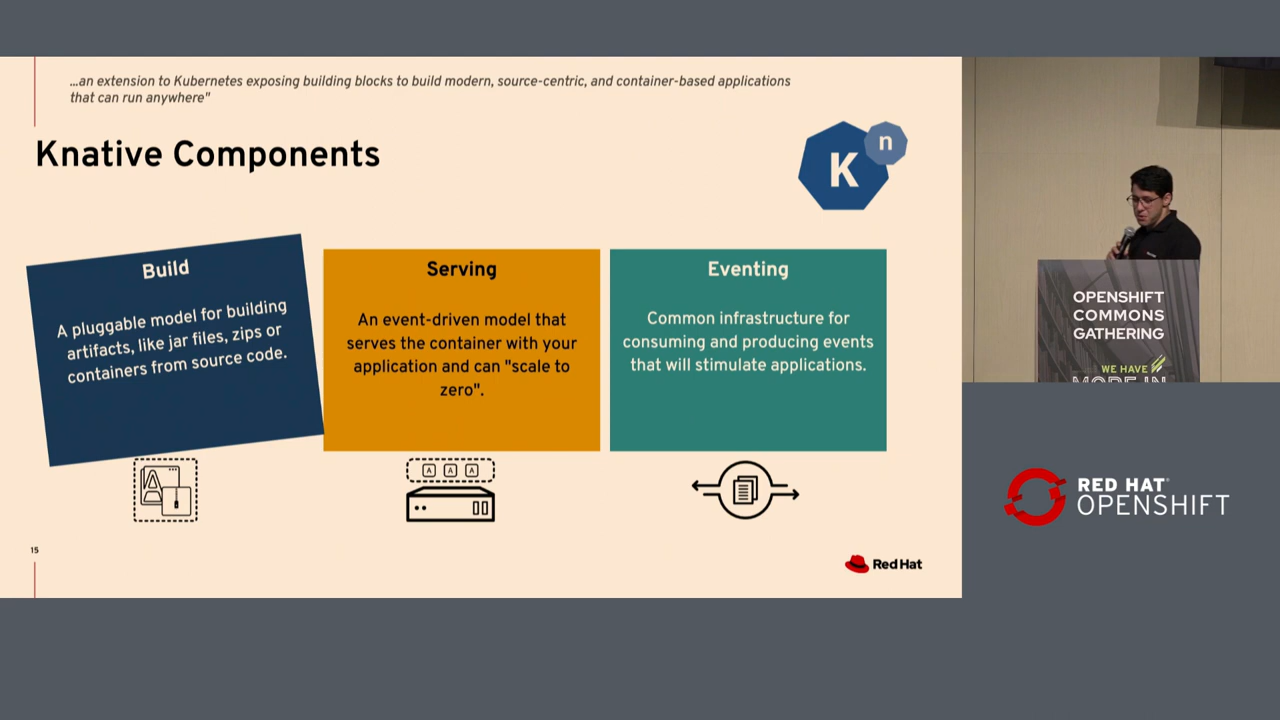 ...an extension to Kubernetes exposing building blocks to build modern, source-centric, and container-based applications
that can run anywhere"
Knative Components
K
n
Build
A pluggable model for building
artifacts, like jar files, zips or
containers from source code.
Serving
An event-driven model that
serves the container with your
application and can "scale to
zero".
Eventing
Common infrastructure for
consuming and producing events
that will stimulate applications.
A
A A A
15
Red Hat
OPENSHIFT
COMMONS
GATHERING
WE HAVE
MORE IN
RED HAT®
OPENSHIFT